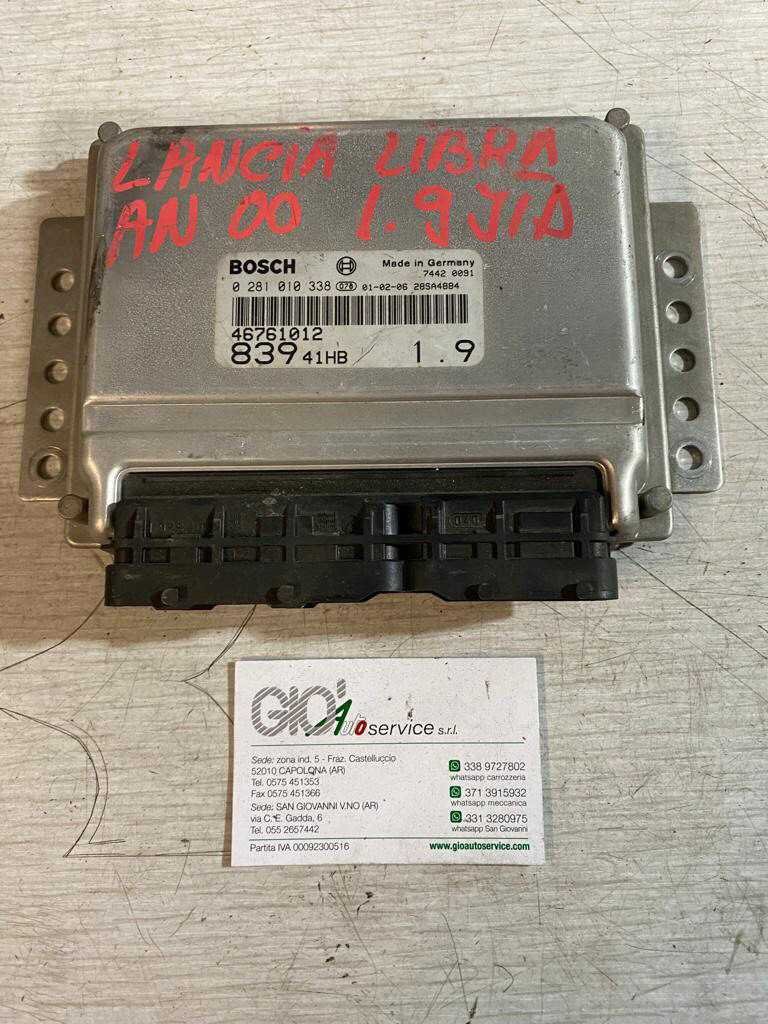 LANCIA LIBRA
AN 00 1.9 JTD
BOSCH Made in Germany
7442 0091
0 281 010 338 078 01-02-06 28SA4884
46761012
839 41HB 1.9
GIO' Autoservice s.r.l.
Sede: zona ind. 5 - Fraz. Castelluccio
52010 CAPOLONA (AR)
Tel. 0575 451353
Fax 0575 451366
Sede: SAN GIOVANNI V.NO (AR)
via C. E. Gadda, 6
Tel. 055 2657442
338 9727802
whatsapp carrozzeria
371 3915932
whatsapp meccanica
331 3280975
whatsapp San Giovanni
Partita IVA 00092300516 www.gioautoservice.com